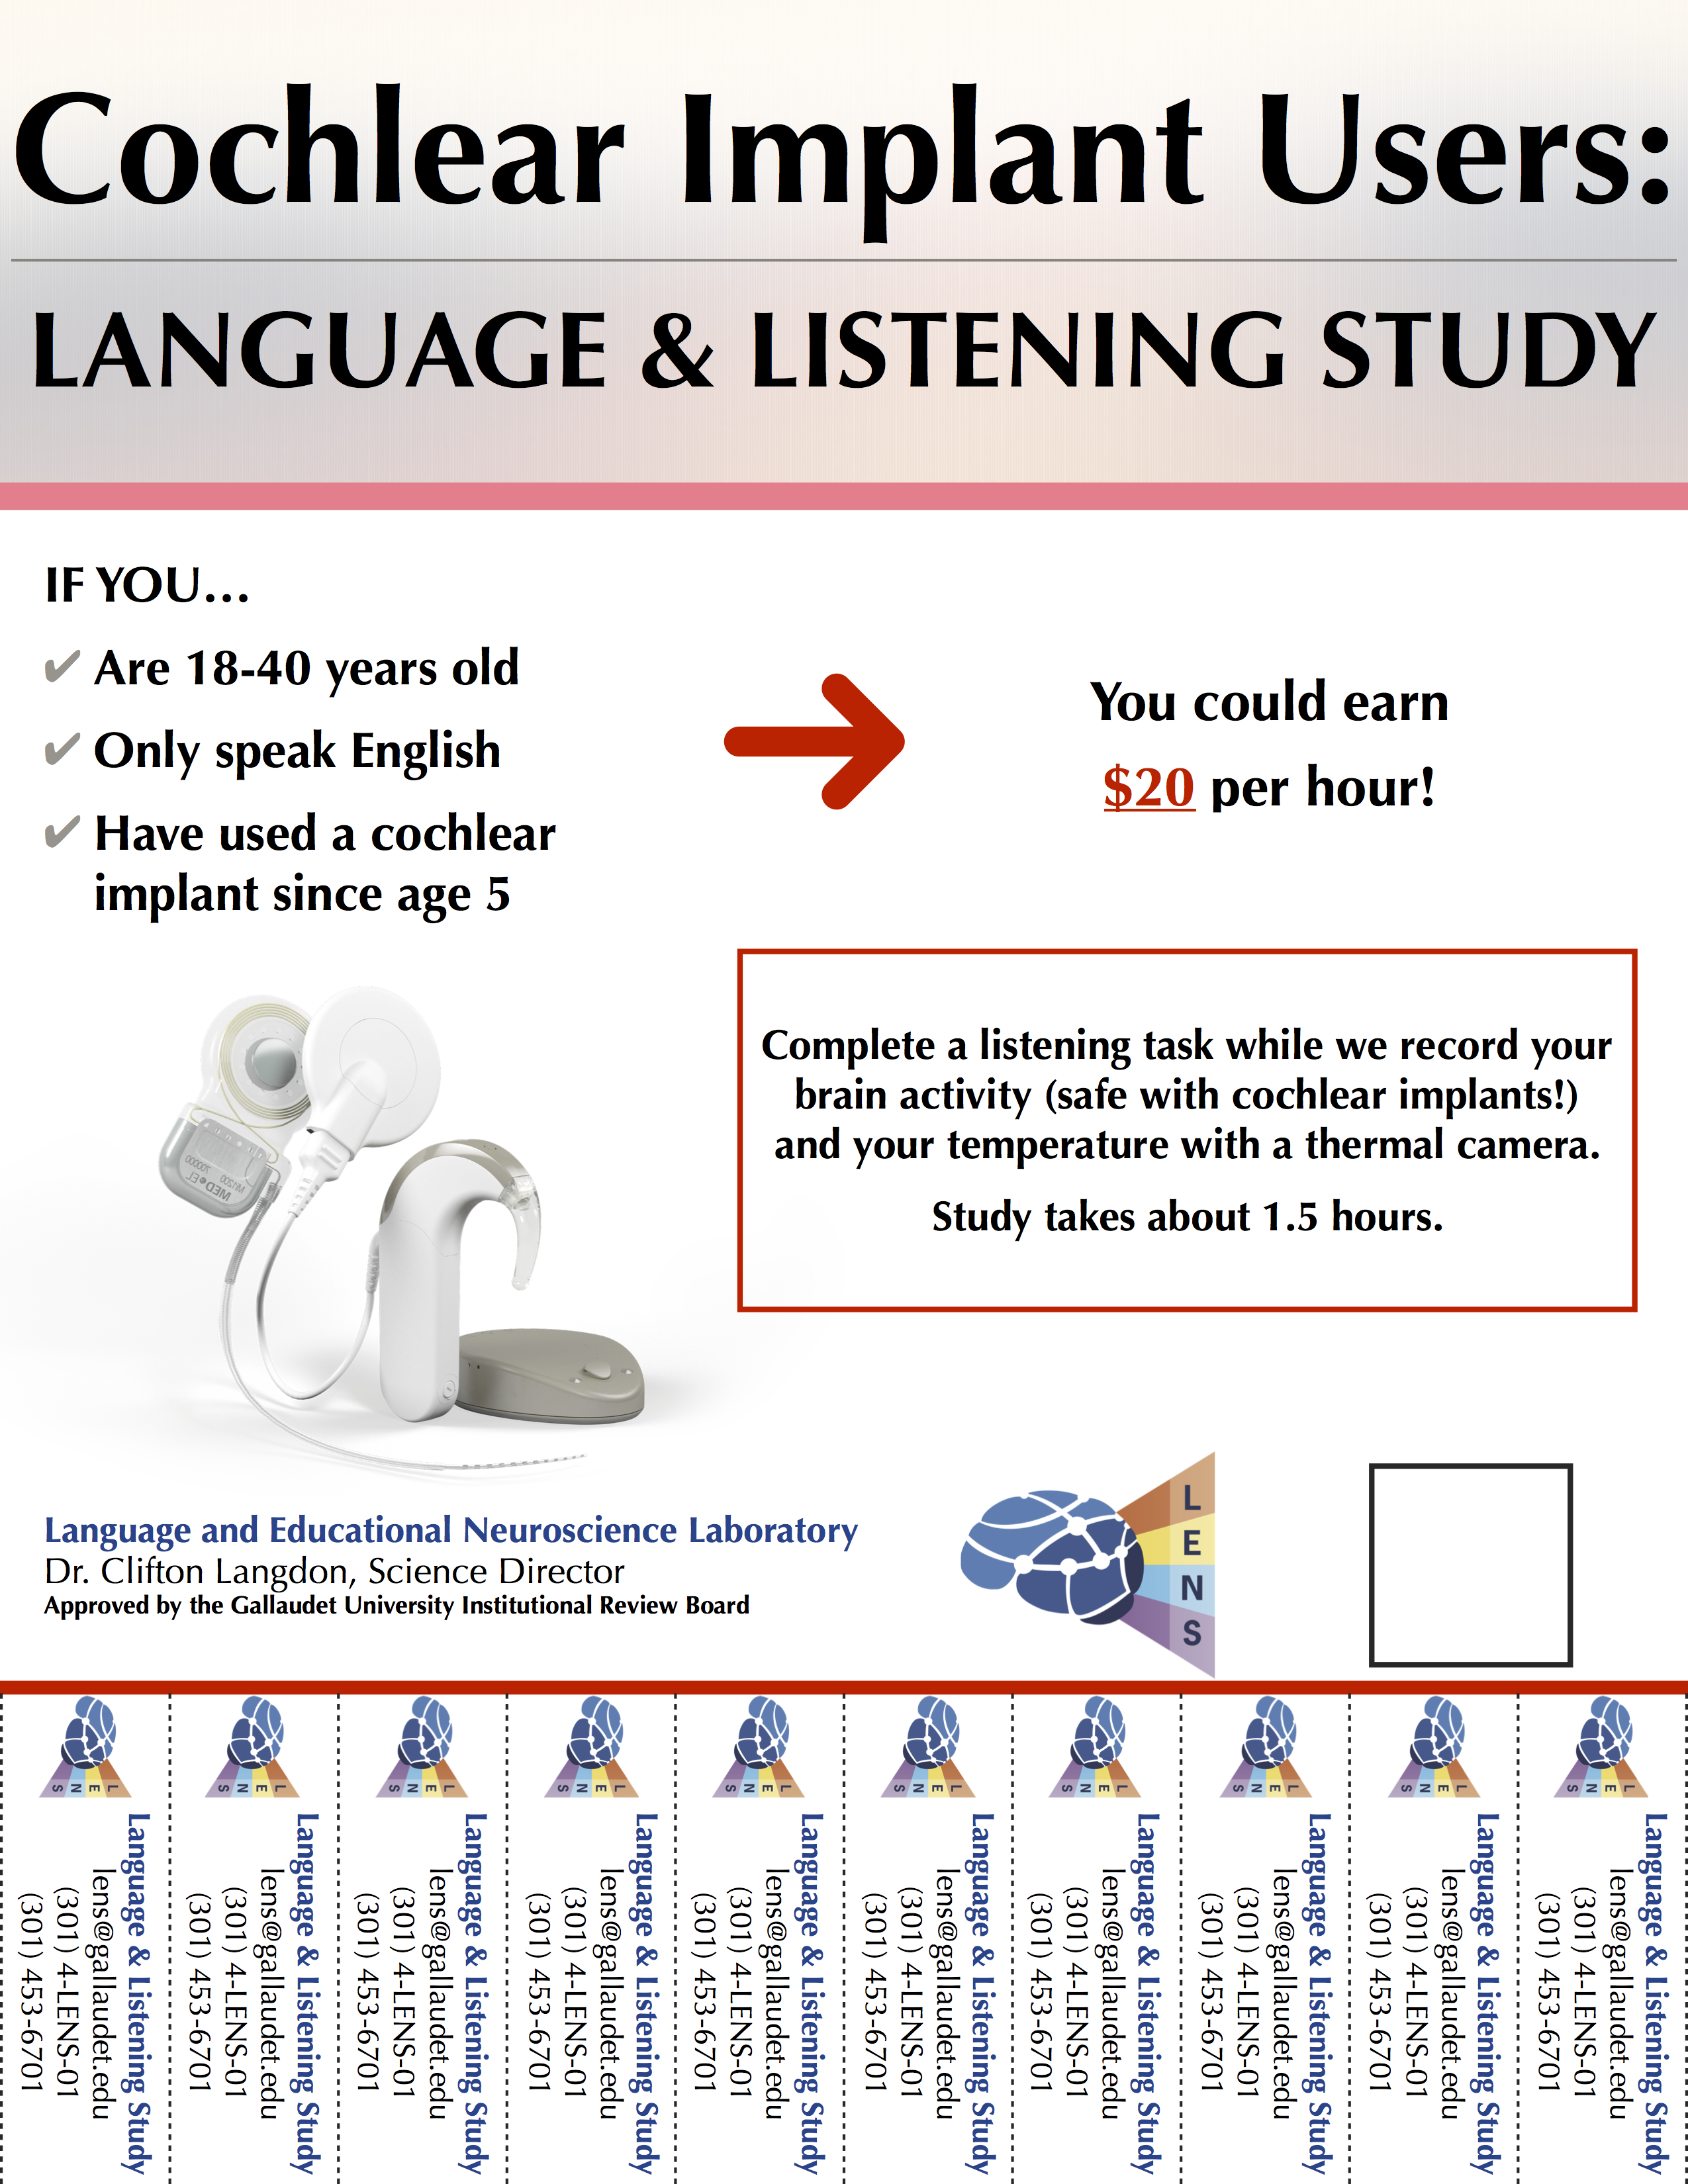 Cochlear Implant Users:
LANGUAGE & LISTENING STUDY
IF YOU...
✔ Are 18-40 years old
✔ Only speak English
✔ Have used a cochlear
implant since age 5
You could earn
$20 per hour!
Complete a listening task while we record your
brain activity (safe with cochlear implants!)
and your temperature with a thermal camera.
Study takes about 1.5 hours.
MED●EL
Language and Educational Neuroscience Laboratory
Dr. Clifton Langdon, Science Director
Approved by the Gallaudet University Institutional Review Board
L
E
N
S
L E N S
Language & Listening Study
lens@gallaudet.edu
(301) 4-LENS-01
(301) 453-6701
L E N S
Language & Listening Study
lens@gallaudet.edu
(301) 4-LENS-01
(301) 453-6701
L E N S
Language & Listening Study
lens@gallaudet.edu
(301) 4-LENS-01
(301) 453-6701
L E N S
Language & Listening Study
lens@gallaudet.edu
(301) 4-LENS-01
(301) 453-6701
L E N S
Language & Listening Study
lens@gallaudet.edu
(301) 4-LENS-01
(301) 453-6701
L E N S
Language & Listening Study
lens@gallaudet.edu
(301) 4-LENS-01
(301) 453-6701
L E N S
Language & Listening Study
lens@gallaudet.edu
(301) 4-LENS-01
(301) 453-6701
L E N S
Language & Listening Study
lens@gallaudet.edu
(301) 4-LENS-01
(301) 453-6701
L E N S
Language & Listening Study
lens@gallaudet.edu
(301) 4-LENS-01
(301) 453-6701
L E N S
Language & Listening Study
lens@gallaudet.edu
(301) 4-LENS-01
(301) 453-6701